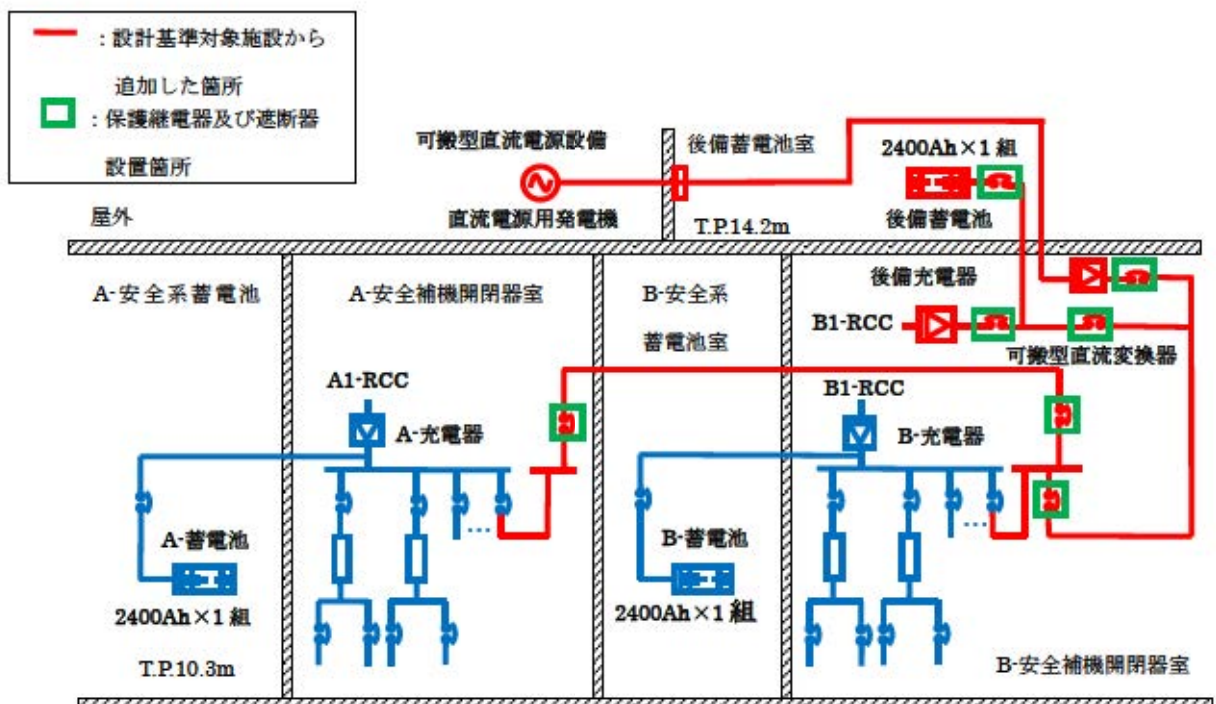 ：設計基準対象施設から
追加した箇所
：保護継電器及び遮断器
設置箇所
屋外
可搬型直流電源設備
直流電源用発電機
後備蓄電池室
T.P.14.2m
2400Ah×1 組
後備蓄電池
A-安全系蓄電池
A-安全補機開閉器室
B-安全系
蓄電池室
後備充電器
B1-RCC
可搬型直流変換器
A1-RCC
A-充電器
B1-RCC
B-充電器
…
…
A-蓄電池
2400Ah×1 組
T.P.10.3m
B-蓄電池
2400Ah×1 組
B-安全補機開閉器室